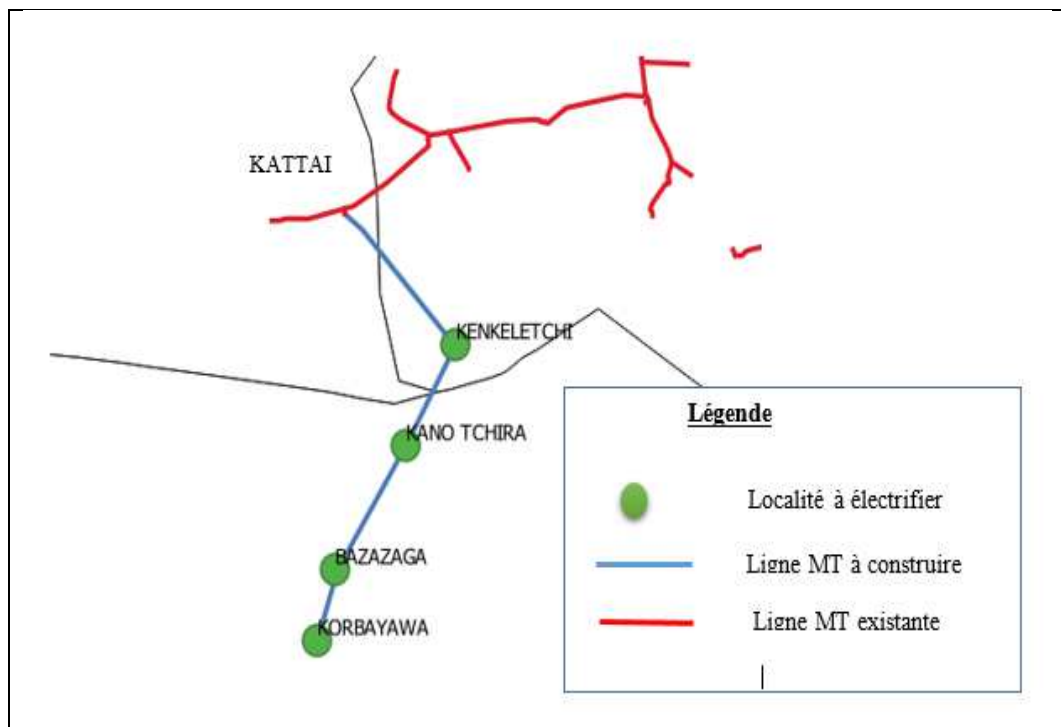 KATTAI
KENKELETCHI
KANO TCHIRA
BAZAZAGA
KORBAYAWA
Légende
Localité à électrifier
Ligne MT à construire
Ligne MT existante